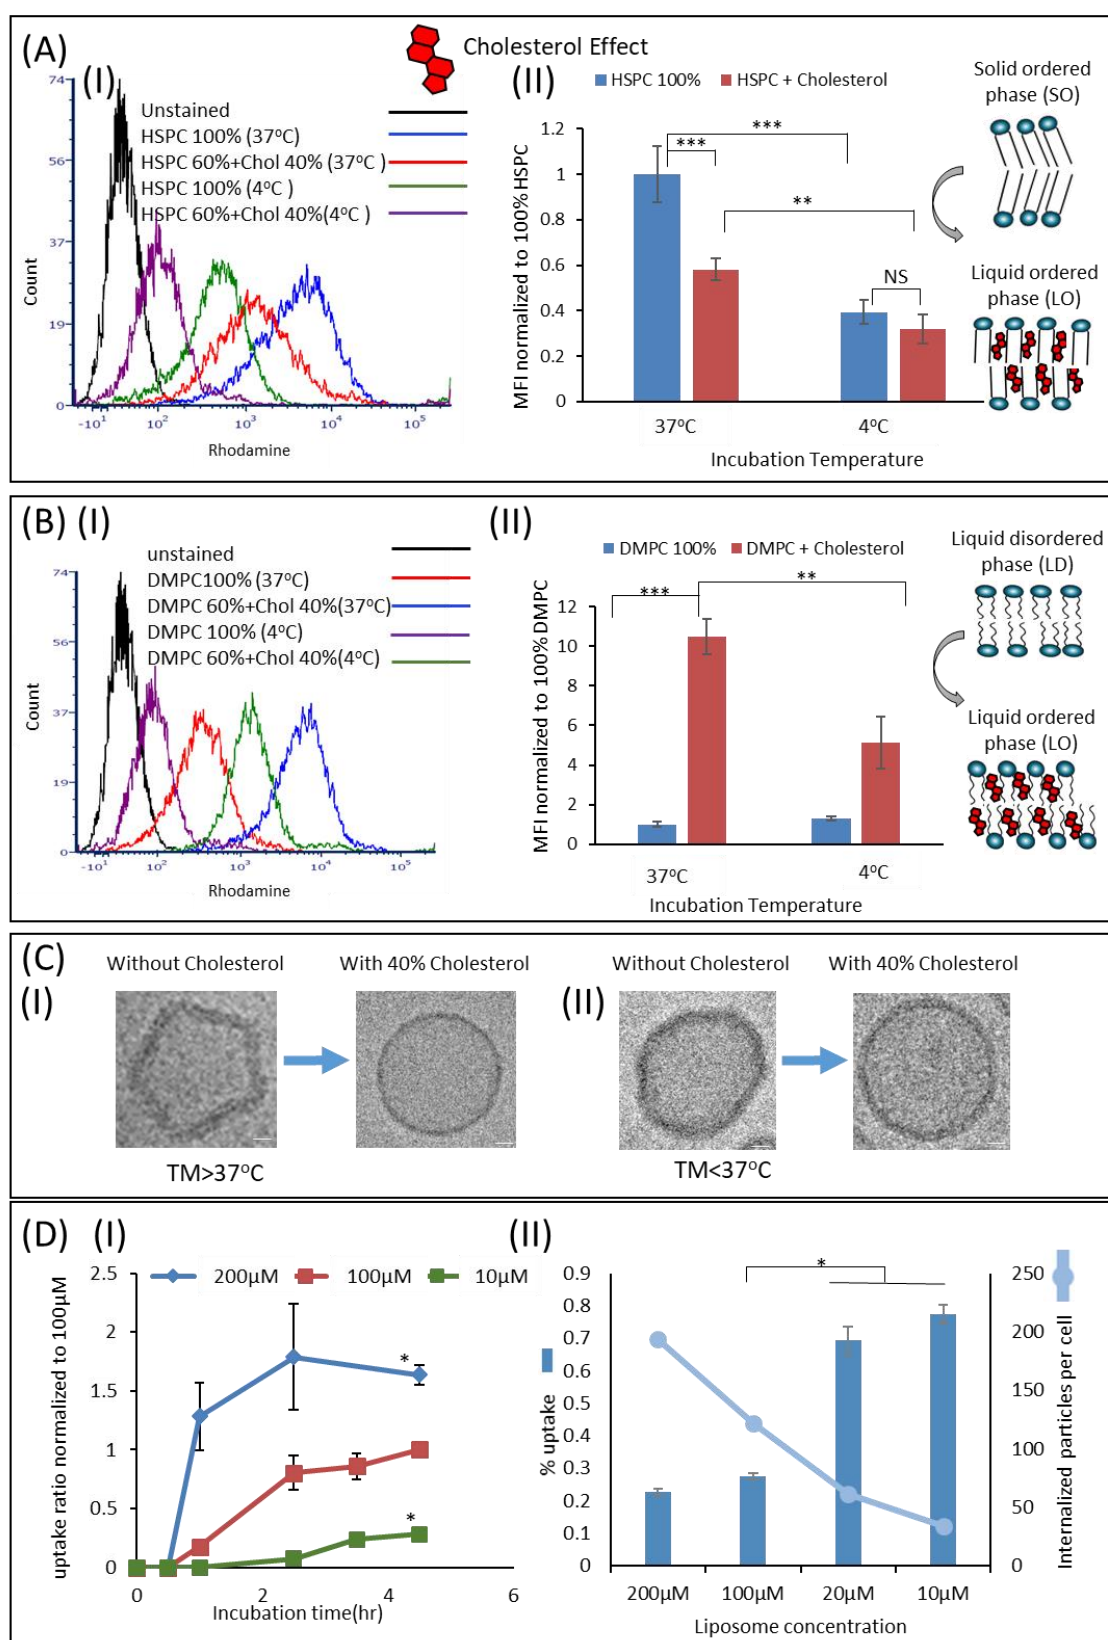 (A)
(I)
Cholesterol Effect
Unstained
HSPC 100% (37°C)
HSPC 60%+Chol 40% (37°C )
HSPC 100% (4°C )
HSPC 60%+Chol 40%(4°C )
74
56
37
19
0
Count
-10¹ 10² 10³ 10⁴ 10⁵
Rhodamine
(II)
HSPC 100% HSPC + Cholesterol
1.2
1
0.8
0.6
0.4
0.2
0
MFI normalized to 100% HSPC
***
***
**
NS
37°C 4°C
Incubation Temperature
Solid ordered
phase (SO)
Liquid ordered
phase (LO)
(B) (I)
unstained
DMPC100% (37°C)
DMPC 60%+Chol 40%(37°C)
DMPC 100% (4°C)
DMPC 60%+Chol 40%(4°C)
74
56
37
19
0
Count
-10¹ 10² 10³ 10⁴ 10⁵
Rhodamine
(II)
DMPC 100% DMPC + Cholesterol
12
10
8
6
4
2
0
MFI normalized to 100% DMPC
***
**
37°C 4°C
Incubation Temperature
Liquid disordered
phase (LD)
Liquid ordered
phase (LO)
(C)
Without Cholesterol With 40% Cholesterol
(I)
TM>37°C
Without Cholesterol With 40% Cholesterol
(II)
TM<37°C
(D) (I)
200µM 100µM 10µM
2.5
2
1.5
1
0.5
0
uptake ratio normalized to 100µM
*
*
0 2 4 6
Incubation time(hr)
(II)
0.9
0.8
0.7
0.6
0.5
0.4
0.3
0.2
0.1
0
% uptake
*
250
200
150
100
50
0
Internalized particles per cell
200µM 100µM 20µM 10µM
Liposome concentration